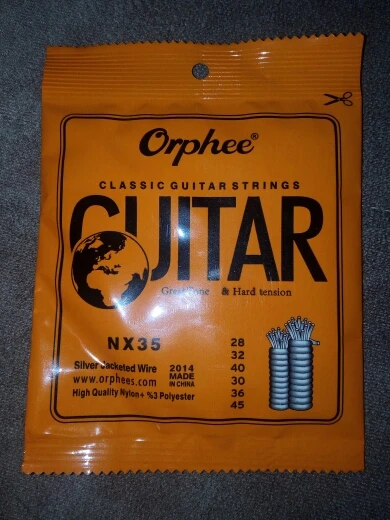 Orphee®
CLASSIC GUITAR STRINGS
GUITAR
Great Tone & Hard tension
NX35
Silver Jacketed Wire
www.orphees.com
High Quality Nylon+ %3 Polyester
2014
MADE
IN CHINA
28
32
40
30
36
45